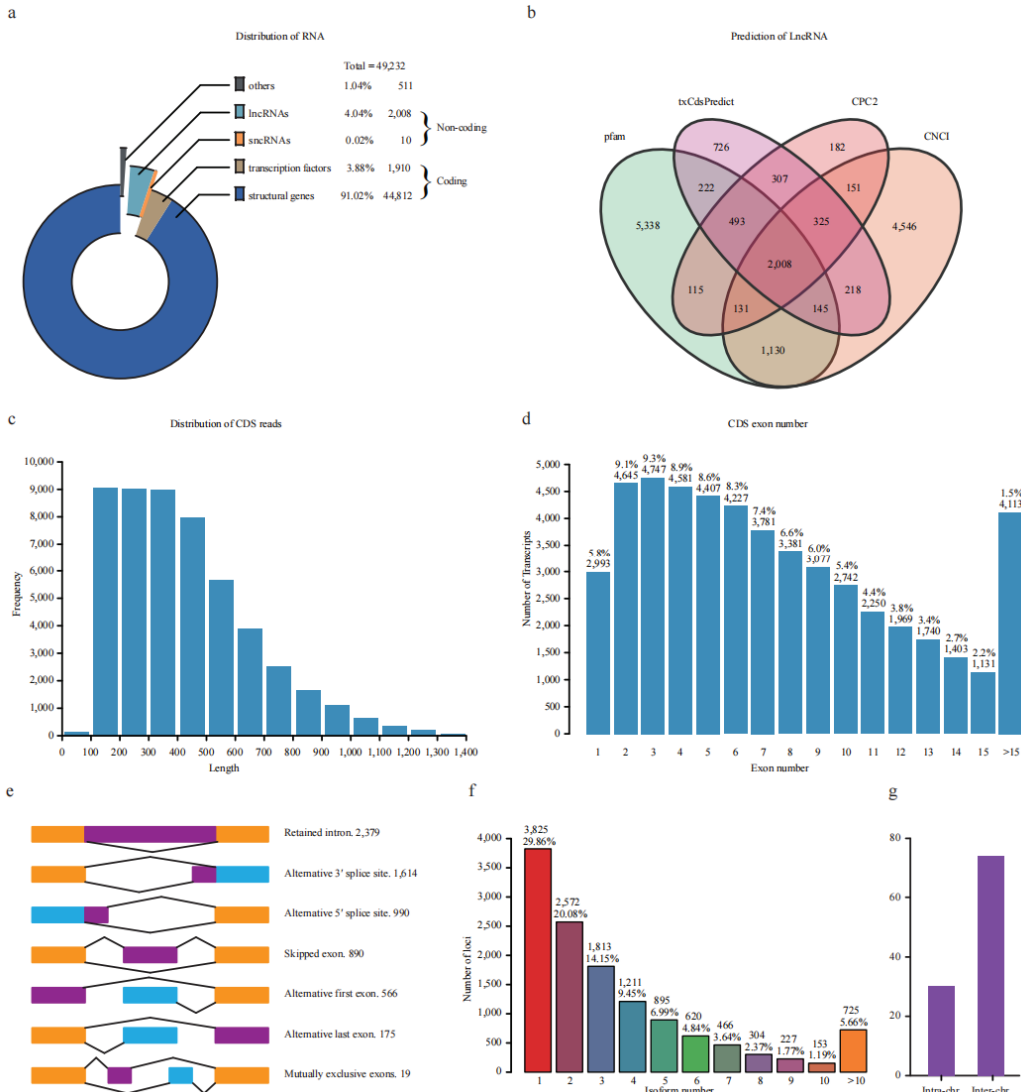 a
Distribution of RNA
Total = 49,232
others 1.04% 511
lncRNAs 4.04% 2,008
sncRNAs 0.02% 10
Non-coding
transcription factors 3.88% 1,910
structural genes 91.02% 44,812
Coding
b
Prediction of LncRNA
txCdsPredict CPC2
pfam CNCI
726 182
222 307 151
5,338 493 325 4,546
2,008
115 218
131 145
1,130
c
Distribution of CDS reads
10,000
9,000
8,000
7,000
6,000
5,000
4,000
3,000
2,000
1,000
0
Frequency
0 100 200 300 400 500 600 700 800 900 1,000 1,100 1,200 1,300 1,400
Length
d
CDS exon number
5,000
4,500
4,000
3,500
3,000
2,500
2,000
1,500
1,000
500
0
Number of Transcripts
5.8% 9.1% 9.3% 8.9% 8.6% 8.3% 7.4% 6.6% 6.0% 5.4% 4.4% 3.8% 3.4% 2.7% 2.2% 1.5%
2,993 4,645 4,747 4,581 4,407 4,227 3,781 3,381 3,077 2,742 2,250 1,969 1,740 1,403 1,131 4,113
1 2 3 4 5 6 7 8 9 10 11 12 13 14 15 >15
Exon number
e
Retained intron. 2,379
Alternative 3' splice site. 1,614
Alternative 5' splice site. 990
Skipped exon. 890
Alternative first exon. 566
Alternative last exon. 175
Mutually exclusive exons. 19
f
4,000
3,500
3,000
2,500
2,000
1,500
1,000
500
0
Number of loci
3,825 2,572 1,813 1,211 895 620 466 304 227 153 725
29.86% 20.08% 14.15% 9.45% 6.99% 4.84% 3.64% 2.37% 1.77% 1.19% 5.66%
1 2 3 4 5 6 7 8 9 10 >10
Isoform number
g
80
60
40
20
0
Intra-chr Inter-chr